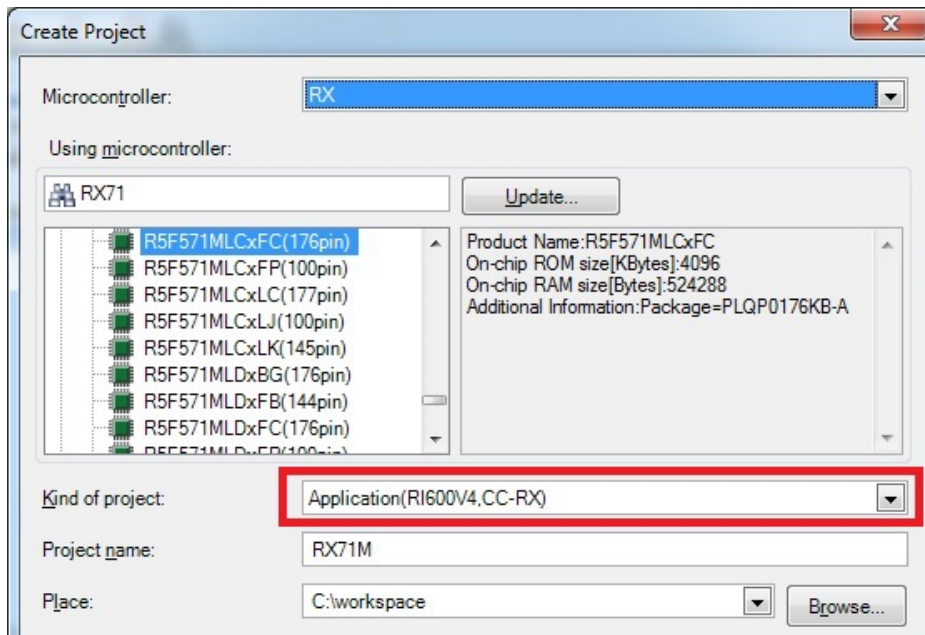 Create Project
Microcontroller:
RX
Using microcontroller:
RX71
Update...
R5F571MLCxFC(176pin)
R5F571MLCxFP(100pin)
R5F571MLCxLC(177pin)
R5F571MLCxLJ(100pin)
R5F571MLCxLK(145pin)
R5F571MLDxBG(176pin)
R5F571MLDxFB(144pin)
R5F571MLDxFC(176pin)
Product Name:R5F571MLCxFC
On-chip ROM size[KBytes]:4096
On-chip RAM size[Bytes]:524288
Additional Information:Package=PLQP0176KB-A
Kind of project:
Application(RI600V4,CC-RX)
Project name:
RX71M
Place:
C:\workspace
Browse...